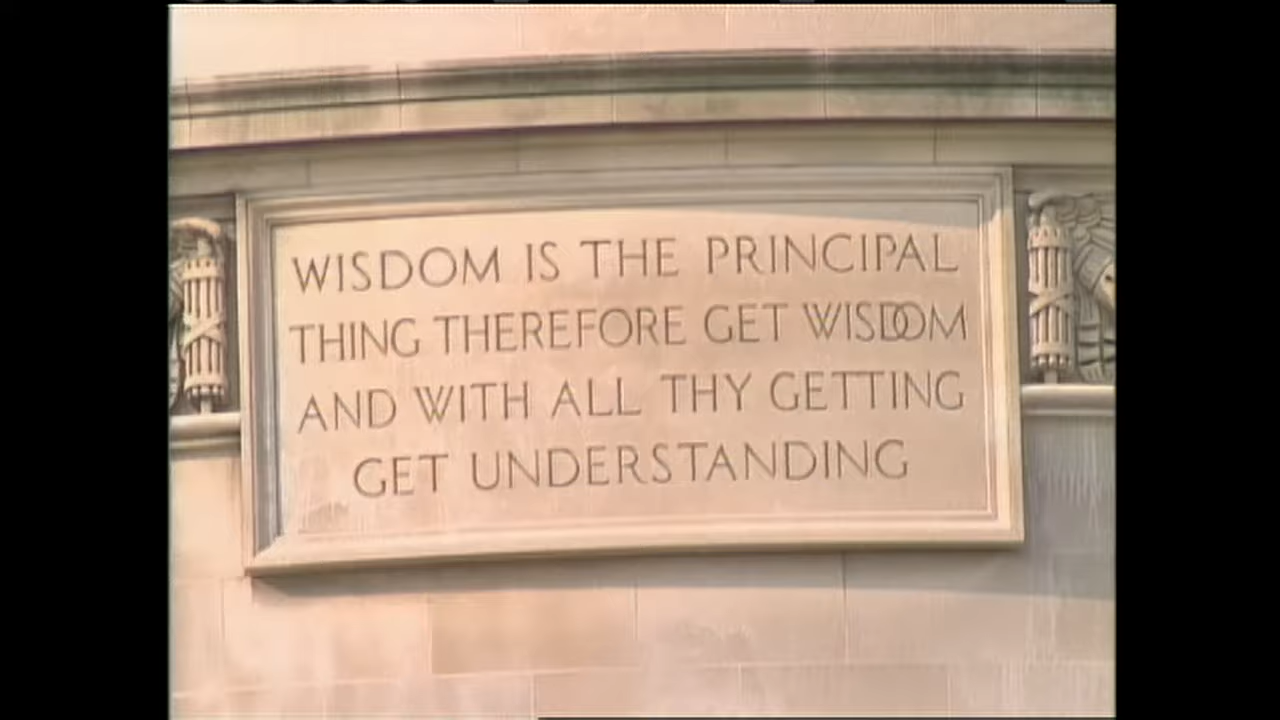 WISDOM IS THE PRINCIPAL
THING THEREFORE GET WISDOM
AND WITH ALL THY GETTING
GET UNDERSTANDING